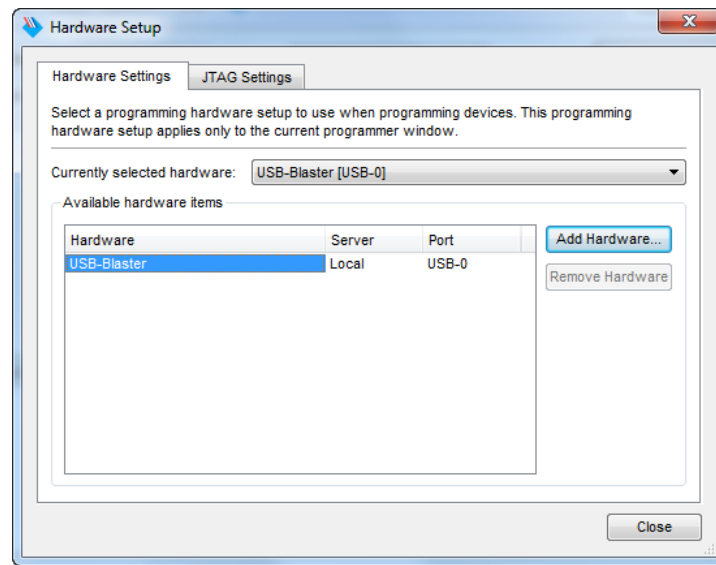 Hardware Setup
Hardware Settings
JTAG Settings
Select a programming hardware setup to use when programming devices. This programming
hardware setup applies only to the current programmer window.
Currently selected hardware:
USB-Blaster [USB-0]
Available hardware items
Hardware Server Port
USB-Blaster Local USB-0
Add Hardware...
Remove Hardware
Close